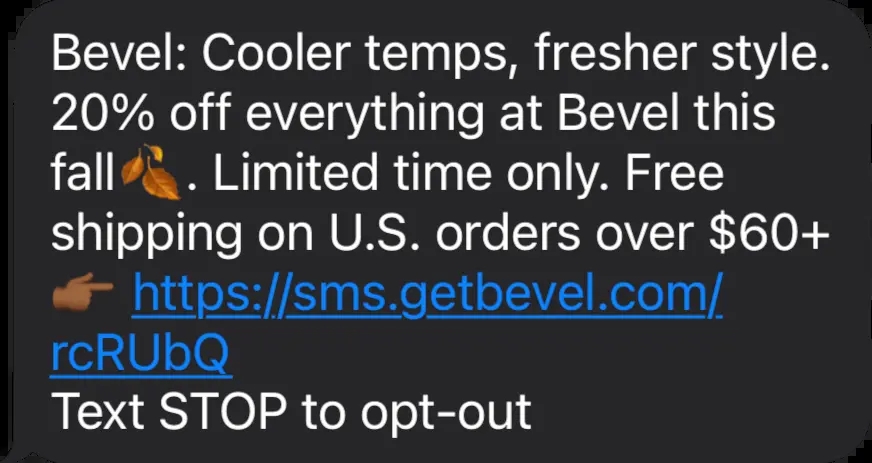 Bevel: Cooler temps, fresher style.
20% off everything at Bevel this
fall🍂. Limited time only. Free
shipping on U.S. orders over $60+
👉🏾 https://sms.getbevel.com/
rcRUbQ
Text STOP to opt-out